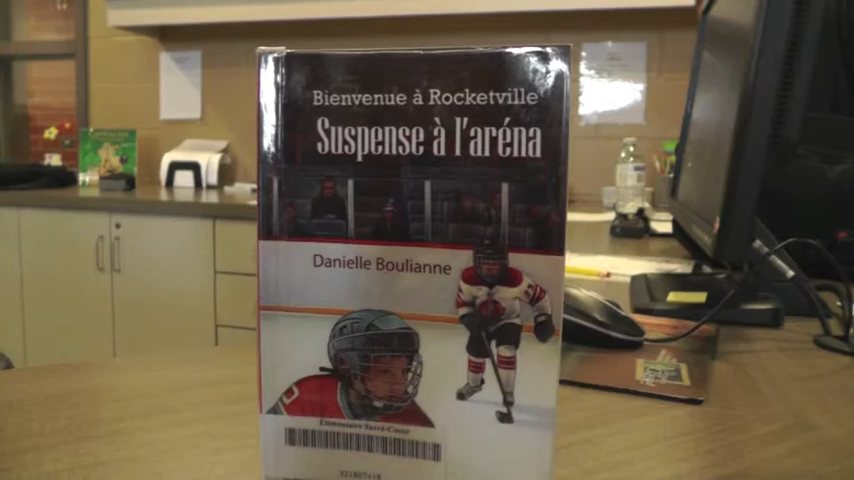 Bienvenue à Rocketville
Suspense à l'aréna
Danielle Boulianne
Élémentaire Sacré-Coeur